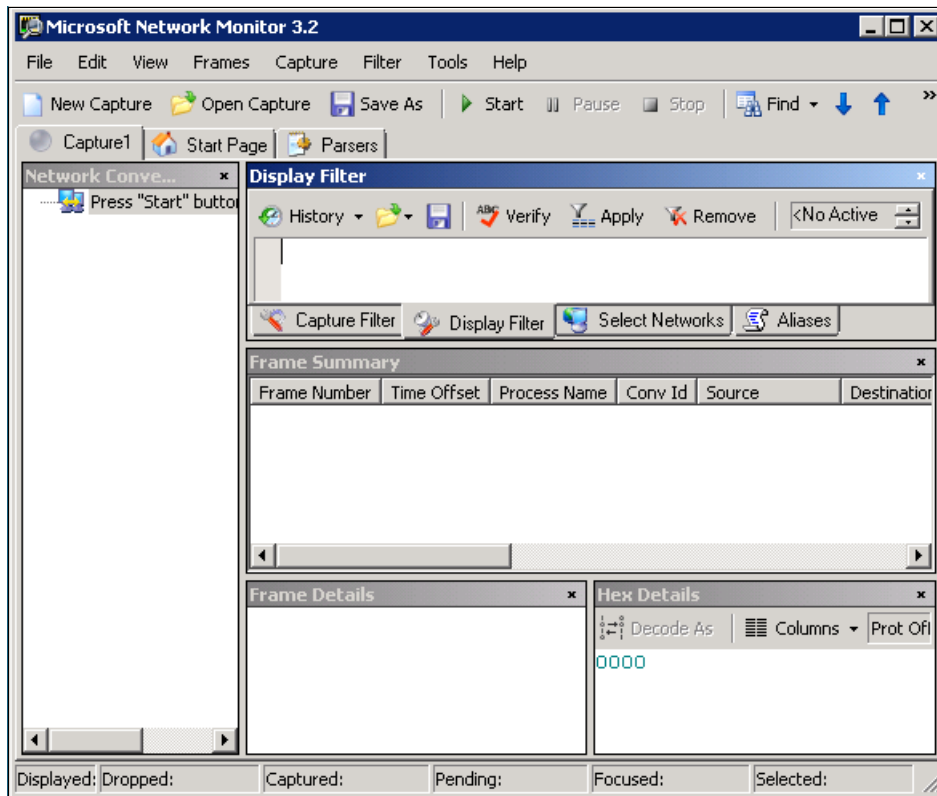 Microsoft Network Monitor 3.2
File Edit View Frames Capture Filter Tools Help
New Capture Open Capture Save As Start Pause Stop Find »
Capture1 Start Page Parsers
Network Conve...
Press "Start" butto
Display Filter
History ABC Verify Apply Remove <No Active
Capture Filter Display Filter Select Networks Aliases
Frame Summary
Frame Number Time Offset Process Name Conv Id Source Destination
Frame Details
Hex Details
Decode As Columns Prot Off
0000
Displayed: Dropped: Captured: Pending: Focused: Selected: